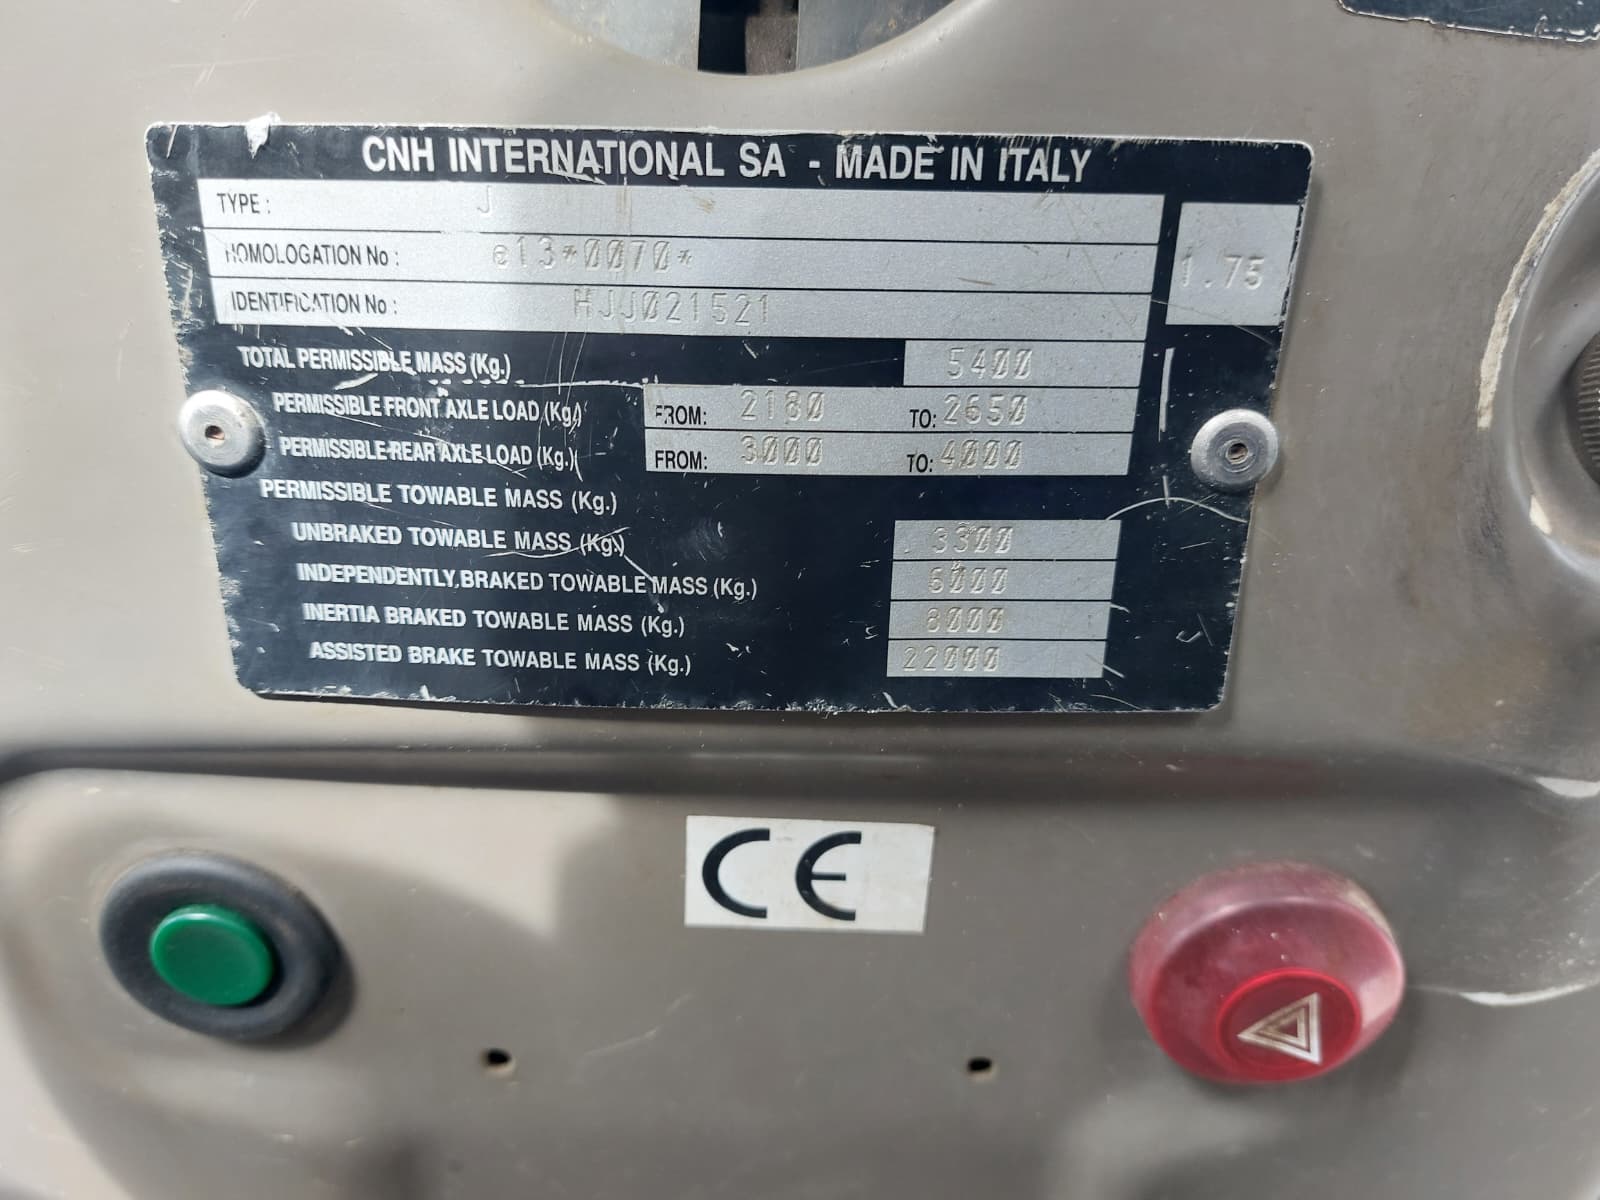 CNH INTERNATIONAL SA - MADE IN ITALY
TYPE : J
HOMOLOGATION No : e13*0070*
1.75
IDENTIFICATION No : HJJ021521
TOTAL PERMISSIBLE MASS (Kg.) 5400
PERMISSIBLE FRONT AXLE LOAD (Kg.) FROM: 2180 TO: 2650
PERMISSIBLE REAR AXLE LOAD (Kg.) FROM: 3000 TO: 4000
PERMISSIBLE TOWABLE MASS (Kg.)
UNBRAKED TOWABLE MASS (Kg.) 3300
INDEPENDENTLY BRAKED TOWABLE MASS (Kg.) 6000
INERTIA BRAKED TOWABLE MASS (Kg.) 8000
ASSISTED BRAKE TOWABLE MASS (Kg.) 22000
CE